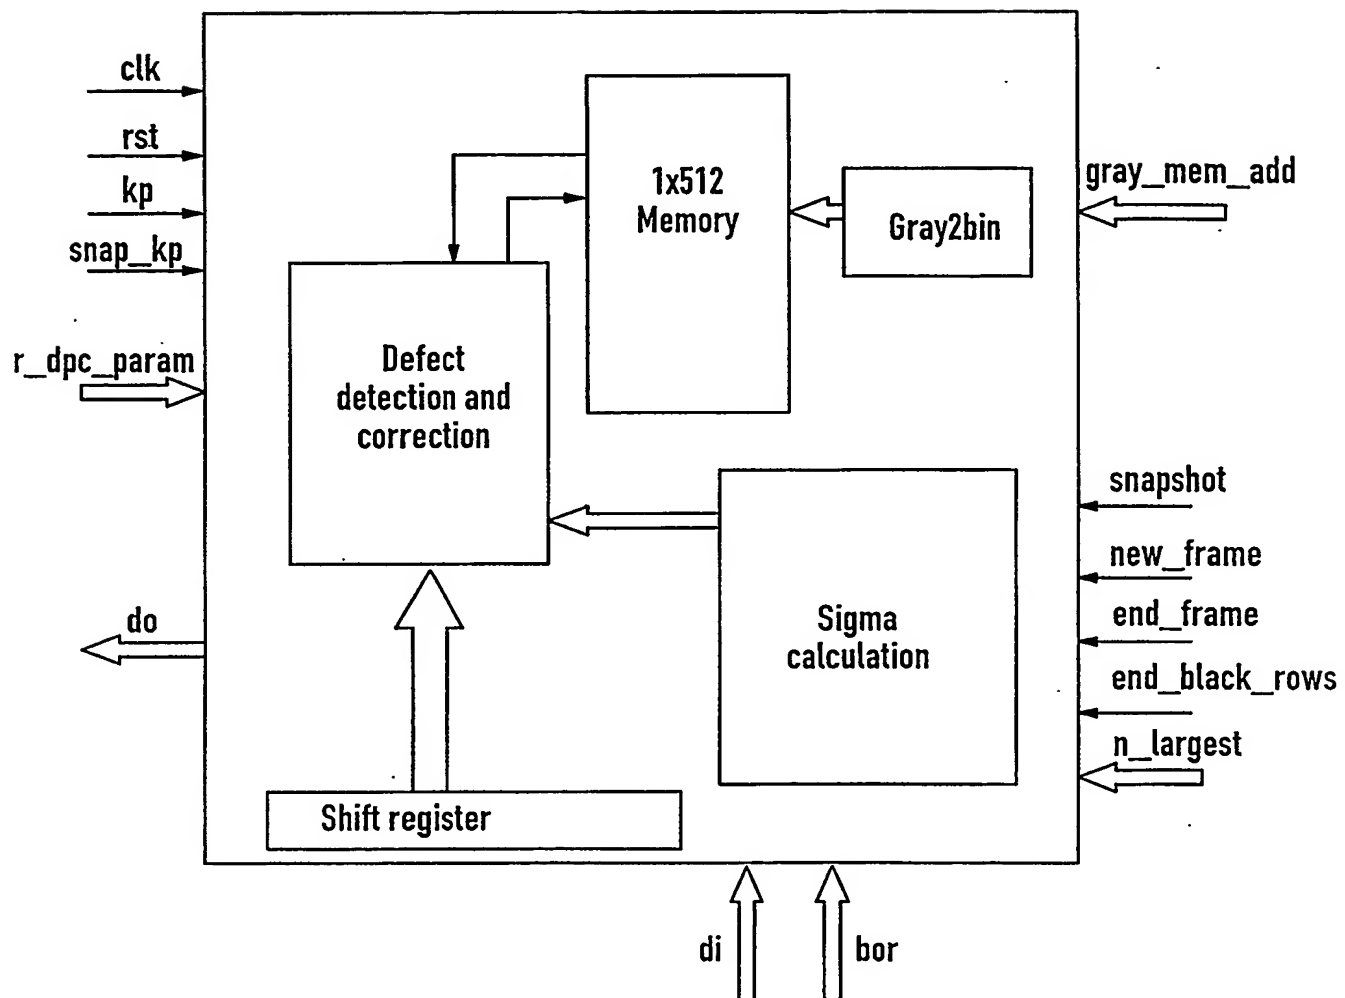 clk
rst
kp
snap_kp
r_dpc_param
do
1x512
Memory
Gray2bin
gray_mem_add
Defect
detection and
correction
snapshot
new_frame
end_frame
end_black_rows
n_largest
Sigma
calculation
Shift register
di
bor